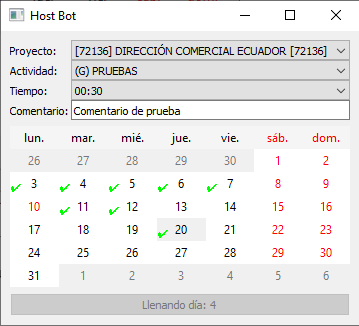 Host Bot
Proyecto: [72136] DIRECCIÓN COMERCIAL ECUADOR [72136]
Actividad: (G) PRUEBAS
Tiempo: 00:30
Comentario: Comentario de prueba
lun. mar. mié. jue. vie. sáb. dom.
26 27 28 29 30 1 2
3 4 5 6 7 8 9
10 11 12 13 14 15 16
17 18 19 20 21 22 23
24 25 26 27 28 29 30
31 1 2 3 4 5 6
Llenando día: 4